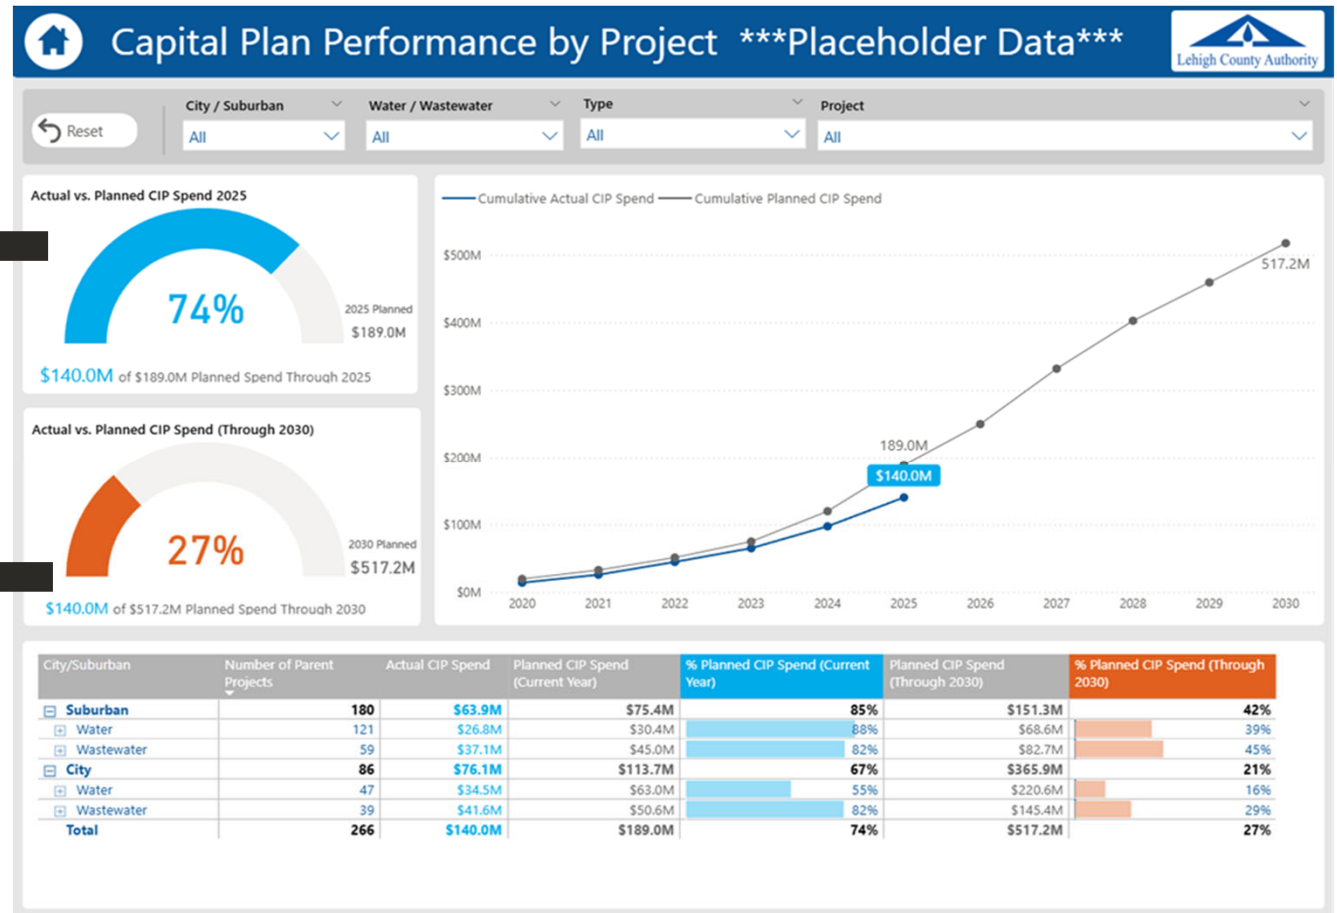 Capital Plan Performance by Project ***Placeholder Data***
Lehigh County Authority
Reset
City / Suburban
All
Water / Wastewater
All
Type
All
Project
All
Actual vs. Planned CIP Spend 2025
74%
2025 Planned
$189.0M
$140.0M of $189.0M Planned Spend Through 2025
Actual vs. Planned CIP Spend (Through 2030)
27%
2030 Planned
$517.2M
$140.0M of $517.2M Planned Spend Through 2030
Cumulative Actual CIP Spend Cumulative Planned CIP Spend
$500M
517.2M
$400M
$300M
189.0M
$200M
$140.0M
$100M
$0M
2020 2021 2022 2023 2024 2025 2026 2027 2028 2029 2030
City/Suburban Number of Parent Projects Actual CIP Spend Planned CIP Spend (Current Year) % Planned CIP Spend (Current Year) Planned CIP Spend (Through 2030) % Planned CIP Spend (Through 2030)
Suburban 180 $63.9M $75.4M 85% $151.3M 42%
Water 121 $26.8M $30.4M 88% $68.6M 39%
Wastewater 59 $37.1M $45.0M 82% $82.7M 45%
City 86 $76.1M $113.7M 67% $365.9M 21%
Water 47 $34.5M $63.0M 55% $220.6M 16%
Wastewater 39 $41.6M $50.6M 82% $145.4M 29%
Total 266 $140.0M $189.0M 74% $517.2M 27%